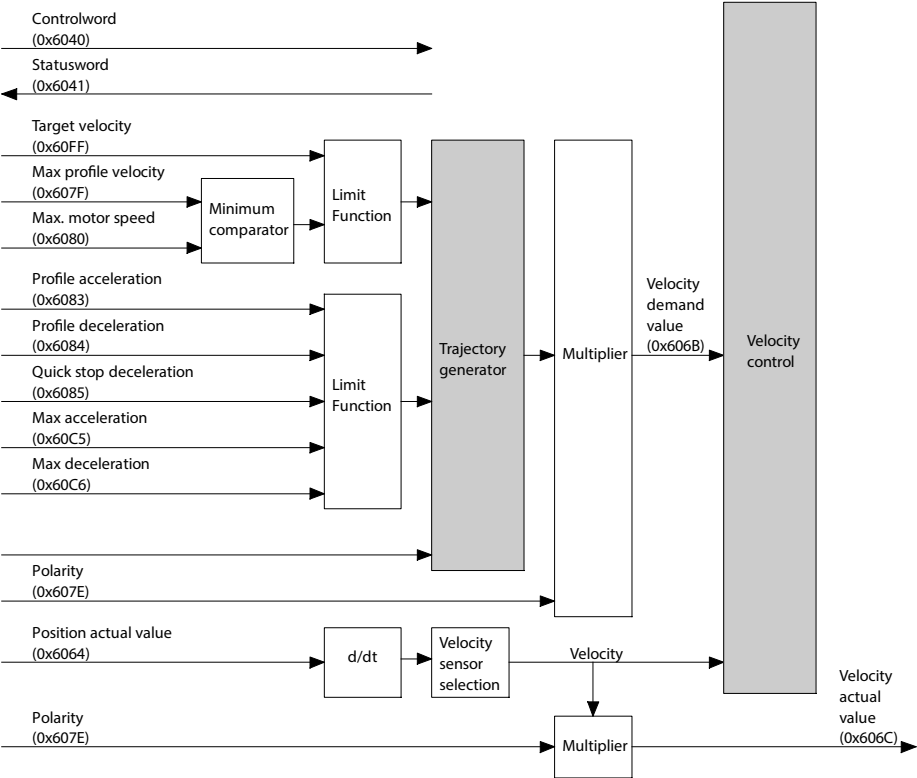 Controlword
(0x6040)
Statusword
(0x6041)
Target velocity
(0x60FF)
Max profile velocity
(0x607F)
Max. motor speed
(0x6080)
Minimum
comparator
Limit
Function
Profile acceleration
(0x6083)
Profile deceleration
(0x6084)
Quick stop deceleration
(0x6085)
Max acceleration
(0x60C5)
Max deceleration
(0x60C6)
Limit
Function
Trajectory
generator
Multiplier
Velocity
demand
value
(0x606B)
Velocity
control
Polarity
(0x607E)
Position actual value
(0x6064)
d/dt
Velocity
sensor
selection
Velocity
Polarity
(0x607E)
Multiplier
Velocity
actual
value
(0x606C)